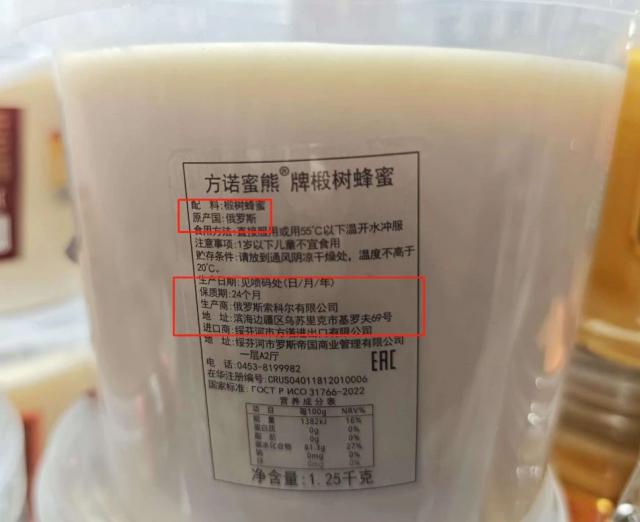 方诺蜜熊®牌椴树蜂蜜
配 料:椴树蜂蜜
原产国:俄罗斯
食用方法:直接服用或用55℃以下温开水冲服
注意事项:1岁以下儿童不宜食用
贮存条件:请放到通风阴凉干燥处，温度不高于
20℃。
生产日期:见喷码处(日/月/年)
保质期:24个月
生产商:俄罗斯索科尔有限公司
地 址:滨海边疆区乌苏里克市基罗夫69号
进口商:绥芬河市方诺进出口有限公司
地 址:绥芬河市罗斯帝国商业管理有限公司
一层A2厅
电 话:0453-8199982
EAC
在华注册编号:CRUS04011812010006
国家标准:ГОСТ Р ИСО 31766-2022
营养成分表
项 目 每100g NRV%
能 量 1382kJ 16%
蛋白质 0g 0%
脂 肪 0g 0%
碳水化合物 81.3g 27%
钠 0mg 0%
0mg 0%
净含量:1.25千克